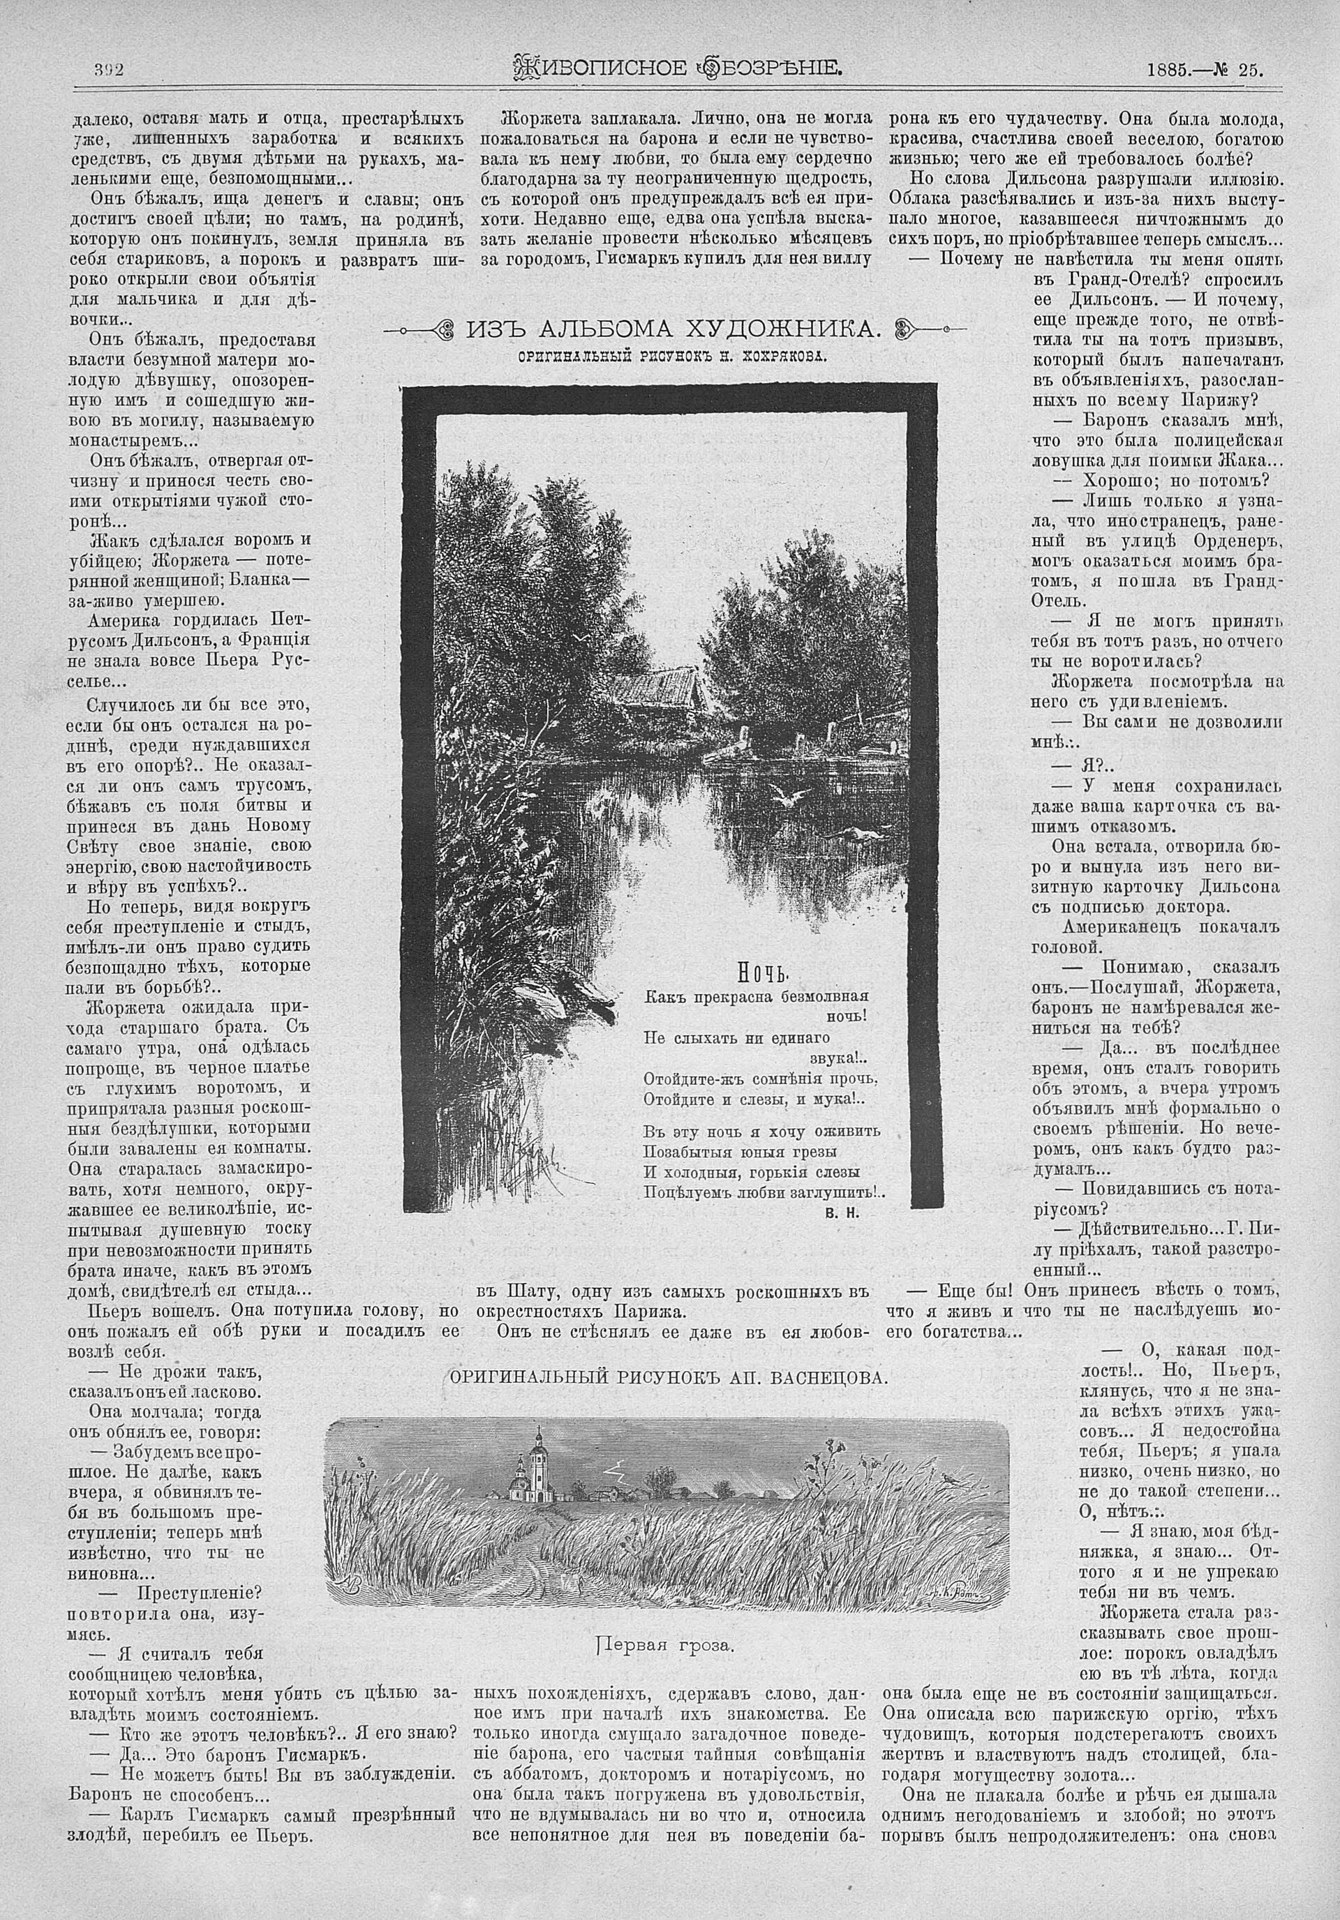 392
ЖИВОПИСНОЕ ОБОЗРѢНІЕ.
1885.—№ 25.
далеко, оставя мать и отца, престарѣлыхъ
уже, лишенныхъ заработка и всякихъ
средствъ, съ двумя дѣтьми на рукахъ, ма-
ленькими еще, безпомощными...
Онъ бѣжалъ, ища денегъ и славы; онъ
достигъ своей цѣли; но тамъ, на родинѣ,
которую онъ покинулъ, земля приняла въ
себя стариковъ, а порокъ и развратъ ши-
роко открыли свои объятія
для мальчика и для дѣ-
вочки...
Онъ бѣжалъ, предоставя
власти безумной матери мо-
лодую дѣвушку, опозорен-
ную имъ и сошедшую жи-
вою въ могилу, называемую
монастыремъ...
Онъ бѣжалъ, отвергая от-
чизну и принося честь сво-
ими открытіями чужой сто-
ронѣ...
Жакъ сдѣлался воромъ и
убійцею; Жоржета — поте-
рянной женщиной; Бланка—
за-живо умершею.
Америка гордилась Пет-
русомъ Дильсонъ, а Франція
не знала вовсе Пьера Рус-
селье...
Случилось ли бы все это,
если бы онъ остался на ро-
динѣ, среди нуждавшихся
въ его опорѣ?.. Не оказал-
ся ли онъ самъ трусомъ,
бѣжавъ съ поля битвы и
принеся въ дань Новому
Свѣту свое знаніе, свою
энергію, свою настойчивость
и вѣру въ успѣхъ?..
Но теперь, видя вокругъ
себя преступленіе и стыдъ,
имѣлъ-ли онъ право судить
безпощадно тѣхъ, которые
пали въ борьбѣ?..
Жоржета ожидала при-
хода старшаго брата. Съ
самаго утра, она одѣлась
попроще, въ черное платье
съ глухимъ воротомъ, и
припрятала разныя роскош-
ныя бездѣлушки, которыми
были завалены ея комнаты.
Она старалась замаскиро-
вать, хотя немного, окру-
жавшее ее великолѣпіе, ис-
пытывая душевную тоску
при невозможности принять
брата иначе, какъ въ этомъ
домѣ, свидѣтелѣ ея стыда...
Пьеръ вошелъ. Она потупила голову, но
онъ пожалъ ей обѣ руки и посадилъ ее
возлѣ себя.
— Не дрожи такъ,
сказалъ онъ ей ласково.
Она молчала; тогда
онъ обнялъ ее, говоря:
— Забудемъ все про-
шлое. Не далѣе, какъ
вчера, я обвинялъ те-
бя въ большомъ пре-
ступленіи; теперь мнѣ
извѣстно, что ты не
виновна...
— Преступленіе?
повторила она, изу-
мясь.
— Я считалъ тебя
сообщницею человѣка,
который хотѣлъ меня убить съ цѣлью за-
владѣть моимъ состояніемъ.
— Кто же этотъ человѣкъ?.. Я его знаю?
— Да... Это баронъ Гисмаркъ.
— Не можетъ быть! Вы въ заблужденіи.
Баронъ не способенъ...
— Карлъ Гисмаркъ самый презрѣнный
злодѣй, перебилъ ее Пьеръ.
Жоржета заплакала. Лично, она не могла
пожаловаться на барона и если не чувство-
вала къ нему любви, то была ему сердечно
благодарна за ту неограниченную щедрость,
съ которой онъ предупреждалъ всѣ ея при-
хоти. Недавно еще, едва она успѣла выска-
зать желаніе провести нѣсколько мѣсяцевъ
за городомъ, Гисмаркъ купилъ для нея виллу
ИЗЪ АЛЬБОМА ХУДОЖНИКА.
ОРИГИНАЛЬНЫЙ РИСУНОКЪ Н. ХОХРЯКОВА.
Ночь.
Какъ прекрасна безмолвная
ночь!
Не слыхать ни единаго
звука!..
Отойдите-жъ сомнѣнія прочь,
Отойдите и слезы, и мука!..
Въ эту ночь я хочу оживить
Позабытыя юныя грезы
И холодныя, горькія слезы
Поцѣлуемъ любви заглушить!..
В. Н.
въ Шату, одну изъ самыхъ роскошныхъ въ
окрестностяхъ Парижа.
Онъ не стѣснялъ ее даже въ ея любов-
ОРИГИНАЛЬНЫЙ РИСУНОКЪ АП. ВАСНЕЦОВА.
АВ
Первая гроза.
ныхъ похожденіяхъ, сдержавъ слово, дан-
ное имъ при началѣ ихъ знакомства. Ее
только иногда смущало загадочное поведе-
ніе барона, его частыя тайныя совѣщанія
съ аббатомъ, докторомъ и нотаріусомъ, но
она была такъ погружена въ удовольствія,
что не вдумывалась ни во что и, относила
все непонятное для нея въ поведеніи ба-
рона къ его чудачеству. Она была молода,
красива, счастлива своей веселою, богатою
жизнью; чего же ей требовалось болѣе?
Но слова Дильсона разрушали иллюзію.
Облака разсѣявались и изъ-за нихъ высту-
пало многое, казавшееся ничтожнымъ до
сихъ поръ, но пріобрѣтавшее теперь смыслъ...
— Почему не навѣстила ты меня опять
въ Грандъ-Отелѣ? спросилъ
ее Дильсонъ. — И почему,
еще прежде того, не отвѣ-
тила ты на тотъ призывъ,
который былъ напечатанъ
въ объявленіяхъ, разослан-
ныхъ по всему Парижу?
— Баронъ сказалъ мнѣ,
что это была полицейская
ловушка для поимки Жака...
— Хорошо; но потомъ?
— Лишь только я узна-
ла, что иностранецъ, ране-
ный въ улицѣ Орденеръ,
могъ оказаться моимъ бра-
томъ, я пошла въ Грандъ-
Отель.
— Я не могъ принять
тебя въ тотъ разъ, но отчего
ты не воротилась?
Жоржета посмотрѣла на
него съ удивленіемъ.
— Вы сами не дозволили
мнѣ...
— Я?..
— У меня сохранилась
даже ваша карточка съ ва-
шимъ отказомъ.
Она встала, отворила бю-
ро и вынула изъ него ви-
зитную карточку Дильсона
съ подписью доктора.
Американецъ покачалъ
головой.
— Понимаю, сказалъ
онъ.—Послушай, Жоржета,
баронъ не намѣревался же-
ниться на тебѣ?
— Да... въ послѣднее
время, онъ сталъ говорить
объ этомъ, а вчера утромъ
объявилъ мнѣ формально о
своемъ рѣшеніи. Но вече-
ромъ, онъ какъ будто раз-
думалъ...
— Повидавшись съ нота-
ріусомъ?
— Дѣйствительно... Г. Пи-
лу пріѣхалъ, такой разстро-
енный...
— Еще бы! Онъ принесъ вѣсть о томъ,
что я живъ и что ты не наслѣдуешь мо-
его богатства...
— О, какая под-
лость!.. Но, Пьеръ,
клянусь, что я не зна-
ла всѣхъ этихъ ужа-
совъ... Я недостойна
тебя, Пьеръ; я упала
низко, очень низко, но
не до такой степени...
О, нѣтъ...
— Я знаю, моя бѣд-
няжка, я знаю... От-
того я и не упрекаю
тебя ни въ чемъ.
Жоржета стала раз-
сказывать свое прош-
лое: порокъ овладѣлъ
ею въ тѣ лѣта, когда
она была еще не въ состояніи защищаться.
Она описала всю парижскую оргію, тѣхъ
чудовищъ, которыя подстерегаютъ своихъ
жертвъ и властвуютъ надъ столицей, бла-
годаря могуществу золота...
Она не плакала болѣе и рѣчь ея дышала
однимъ негодованіемъ и злобой; но этотъ
порывъ былъ непродолжителенъ: она снова